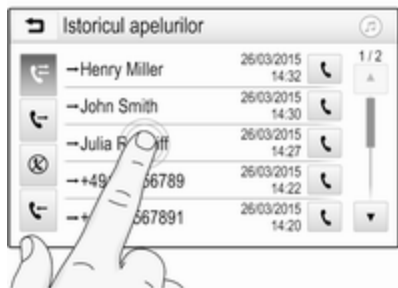 Istoricul apelurilor
→Henry Miller 26/03/2015 14:32
1/2
→John Smith 26/03/2015 14:30
→Julia 26/03/2015 14:27
26/03/2015 14:22
26/03/2015 14:20